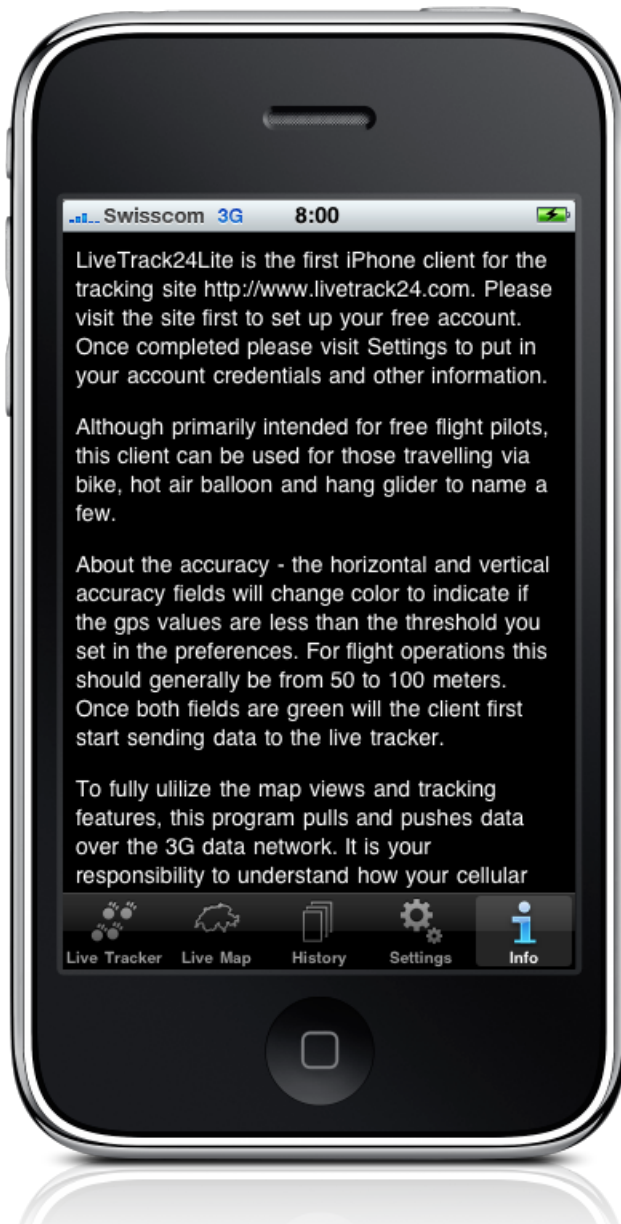 Swisscom 3G 8:00
LiveTrack24Lite is the first iPhone client for the
tracking site http://www.livetrack24.com. Please
visit the site first to set up your free account.
Once completed please visit Settings to put in
your account credentials and other information.
Although primarily intended for free flight pilots,
this client can be used for those travelling via
bike, hot air balloon and hang glider to name a
few.
About the accuracy - the horizontal and vertical
accuracy fields will change color to indicate if
the gps values are less than the threshold you
set in the preferences. For flight operations this
should generally be from 50 to 100 meters.
Once both fields are green will the client first
start sending data to the live tracker.
To fully ulilize the map views and tracking
features, this program pulls and pushes data
over the 3G data network. It is your
responsibility to understand how your cellular
Live Tracker Live Map History Settings Info